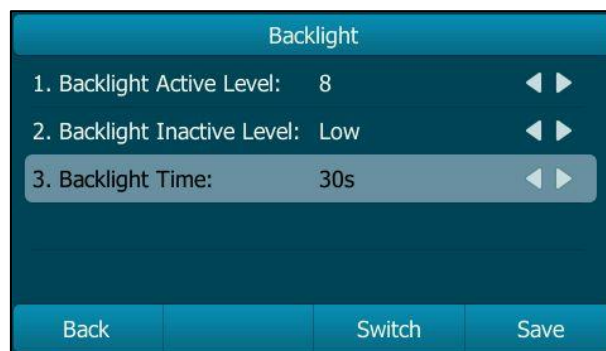 Backlight
1. Backlight Active Level: 8
2. Backlight Inactive Level: Low
3. Backlight Time: 30s
Back Switch Save